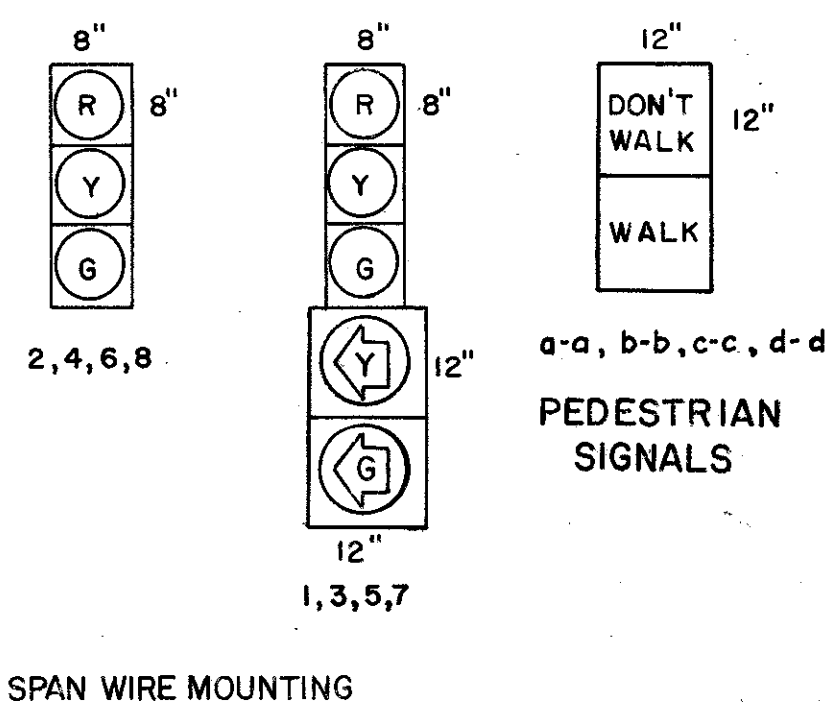 8" 8" 12"
R 8" R 8" DON'T 12"
WALK
Y Y
WALK
G G
2,4,6,8 Y 12" a-a, b-b, c-c, d-d
PEDESTRIAN
G SIGNALS
12"
1,3,5,7
SPAN WIRE MOUNTING